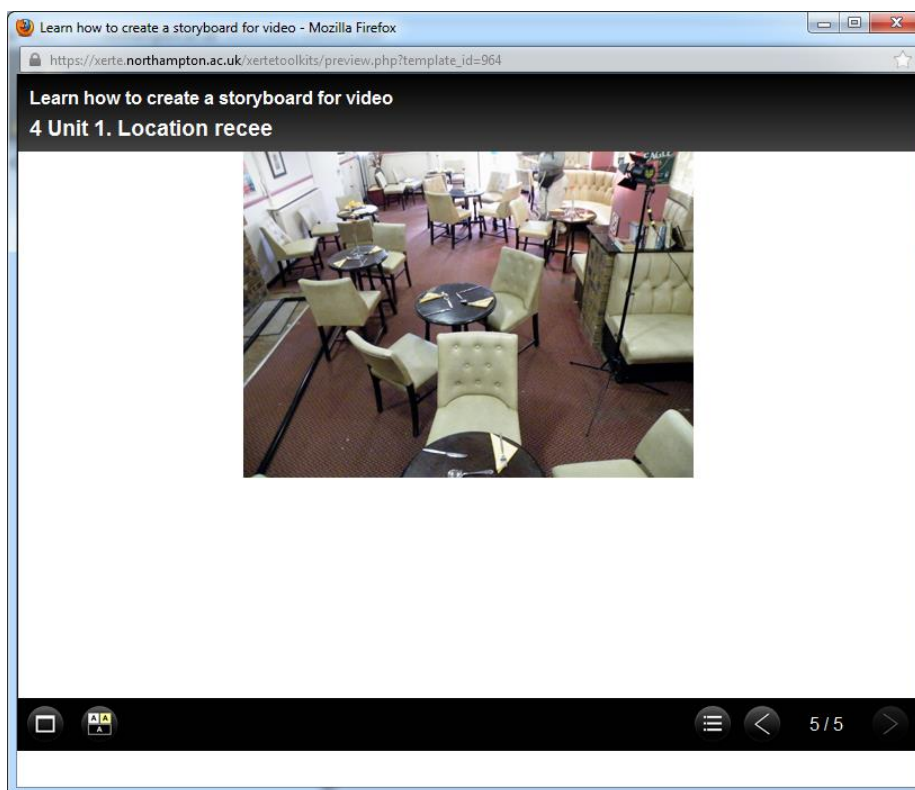 Learn how to create a storyboard for video - Mozilla Firefox
https://xerte.northampton.ac.uk/xertetoolkits/preview.php?template_id=964
Learn how to create a storyboard for video
4 Unit 1. Location recee
EAGLE
A A
A
5 / 5